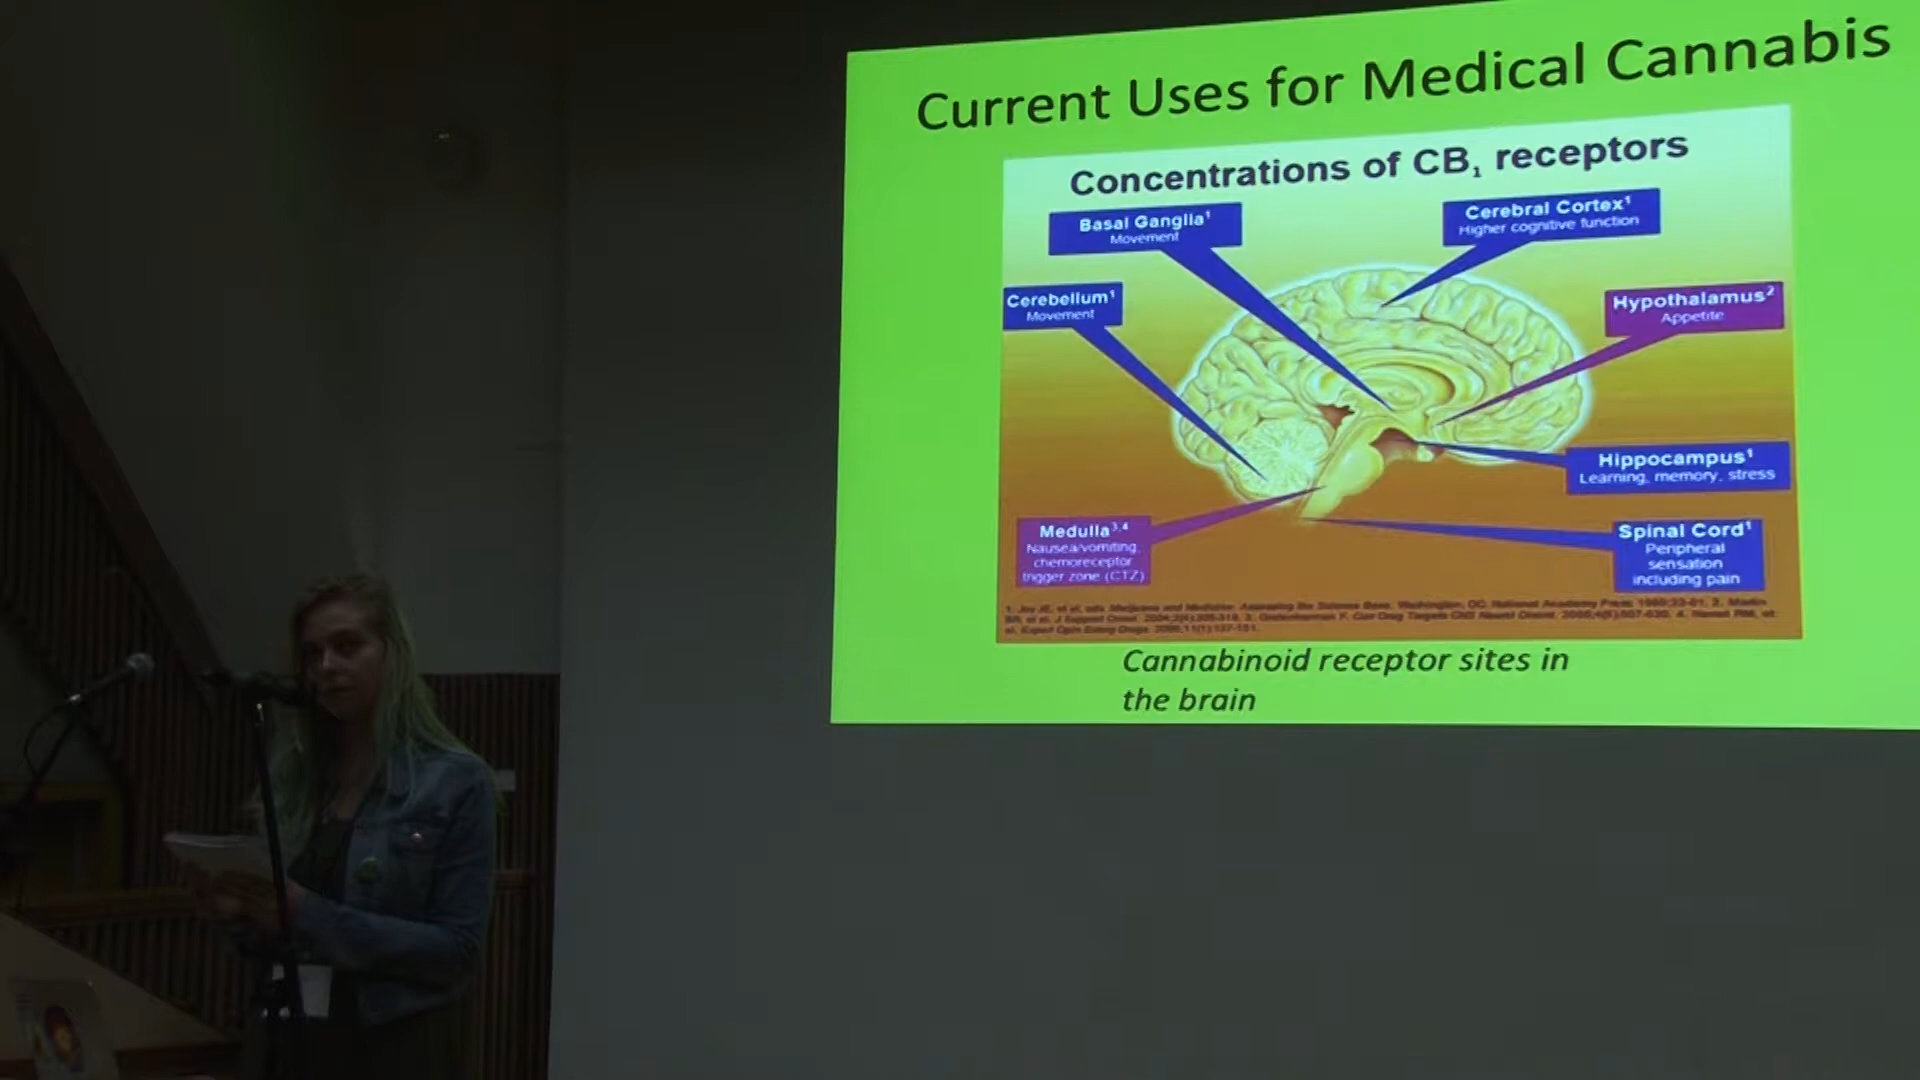 Current Uses for Medical Cannabis
Concentrations of CB₁ receptors
Basal Ganglia¹
Movement
Cerebral Cortex¹
Higher cognitive function
Cerebellum¹
Movement
Hypothalamus²
Appetite
Hippocampus¹
Learning, memory, stress
Medulla³,⁴
Nausea/vomiting,
chemoreceptor
trigger zone (CTZ)
Spinal Cord¹
Peripheral
sensation
including pain
Cannabinoid receptor sites in
the brain